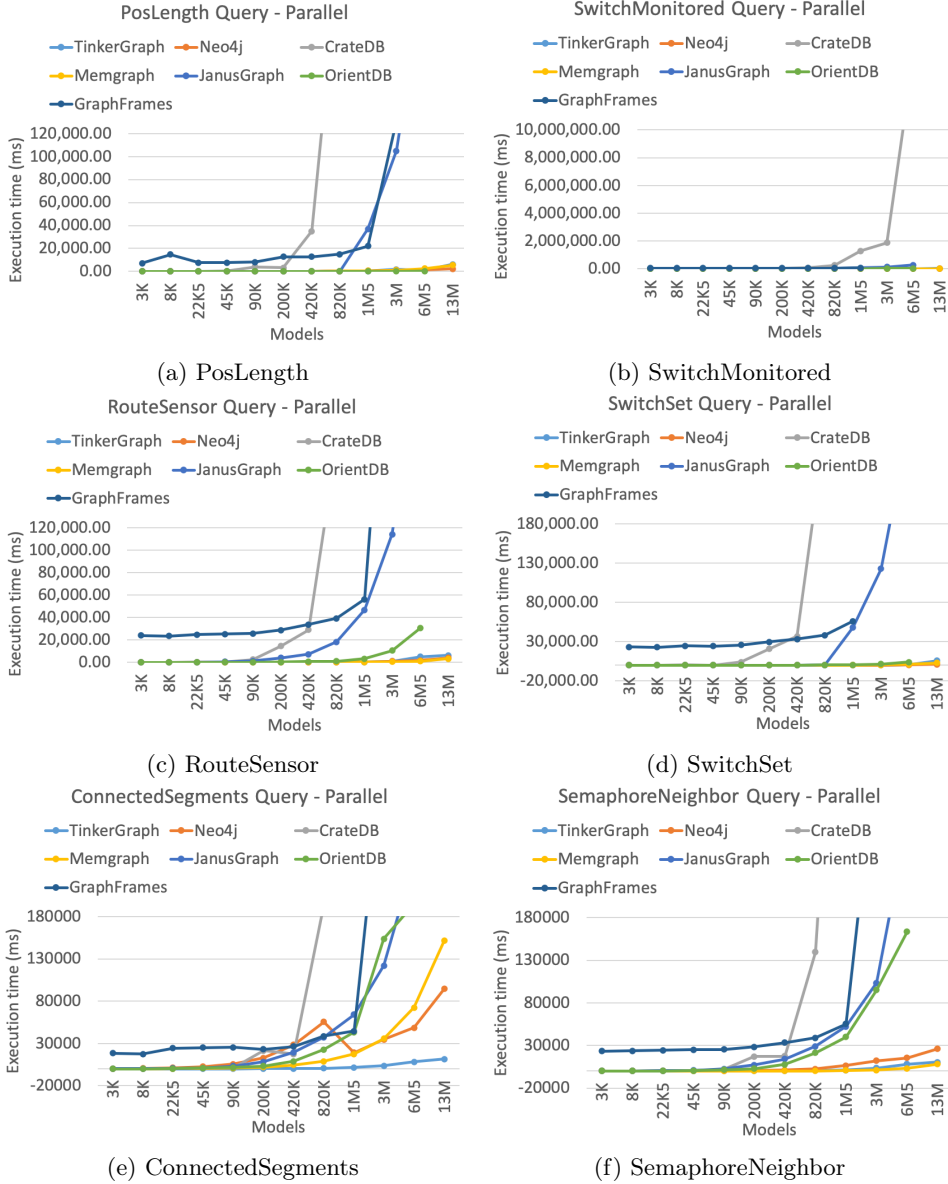 PosLength Query - Parallel
TinkerGraph Neo4j CrateDB
Memgraph JanusGraph OrientDB
GraphFrames
120,000.00
100,000.00
80,000.00
60,000.00
40,000.00
20,000.00
0.00
Execution time (ms)
3K 8K 22K5 45K 90K 200K 420K 820K 1M5 3M 6M5 13M
Models
(a) PosLength
SwitchMonitored Query - Parallel
TinkerGraph Neo4j CrateDB
Memgraph JanusGraph OrientDB
GraphFrames
10,000,000.00
8,000,000.00
6,000,000.00
4,000,000.00
2,000,000.00
0.00
Execution time (ms)
3K 8K 22K5 45K 90K 200K 420K 820K 1M5 3M 6M5 13M
Models
(b) SwitchMonitored
RouteSensor Query - Parallel
TinkerGraph Neo4j CrateDB
Memgraph JanusGraph OrientDB
GraphFrames
120,000.00
100,000.00
80,000.00
60,000.00
40,000.00
20,000.00
0.00
Execution time (ms)
3K 8K 22K5 45K 90K 200K 420K 820K 1M5 3M 6M5 13M
Models
(c) RouteSensor
SwitchSet Query - Parallel
TinkerGraph Neo4j CrateDB
Memgraph JanusGraph OrientDB
GraphFrames
180,000.00
130,000.00
80,000.00
30,000.00
-20,000.00
Execution time (ms)
3K 8K 22K5 45K 90K 200K 420K 820K 1M5 3M 6M5 13M
Models
(d) SwitchSet
ConnectedSegments Query - Parallel
TinkerGraph Neo4j CrateDB
Memgraph JanusGraph OrientDB
GraphFrames
180000
130000
80000
30000
-20000
Execution time (ms)
3K 8K 22K5 45K 90K 200K 420K 820K 1M5 3M 6M5 13M
Models
(e) ConnectedSegments
SemaphoreNeighbor Query - Parallel
TinkerGraph Neo4j CrateDB
Memgraph JanusGraph OrientDB
GraphFrames
180000
130000
80000
30000
-20000
Execution time (ms)
3K 8K 22K5 45K 90K 200K 420K 820K 1M5 3M 6M5 13M
Models
(f) SemaphoreNeighbor